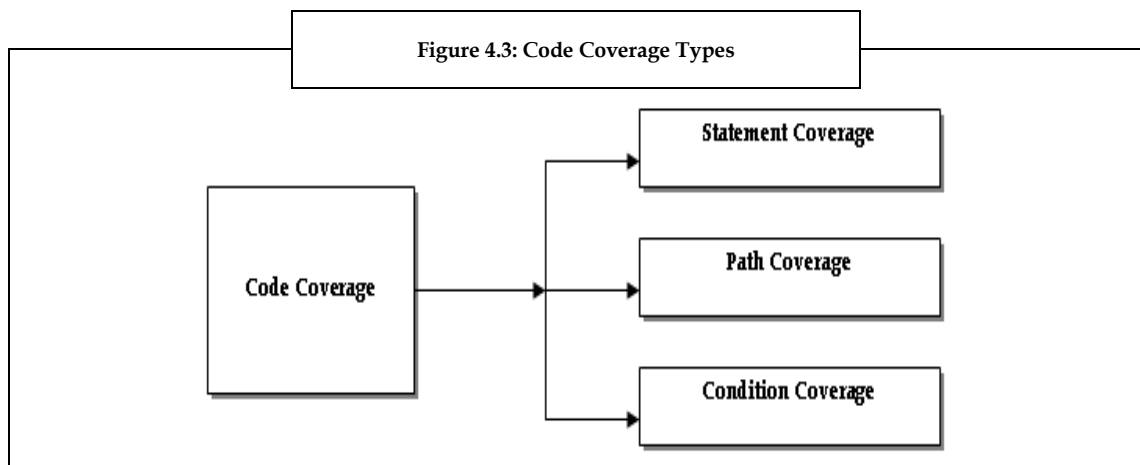 Figure 4.3: Code Coverage Types
Statement Coverage
Code Coverage
Path Coverage
Condition Coverage